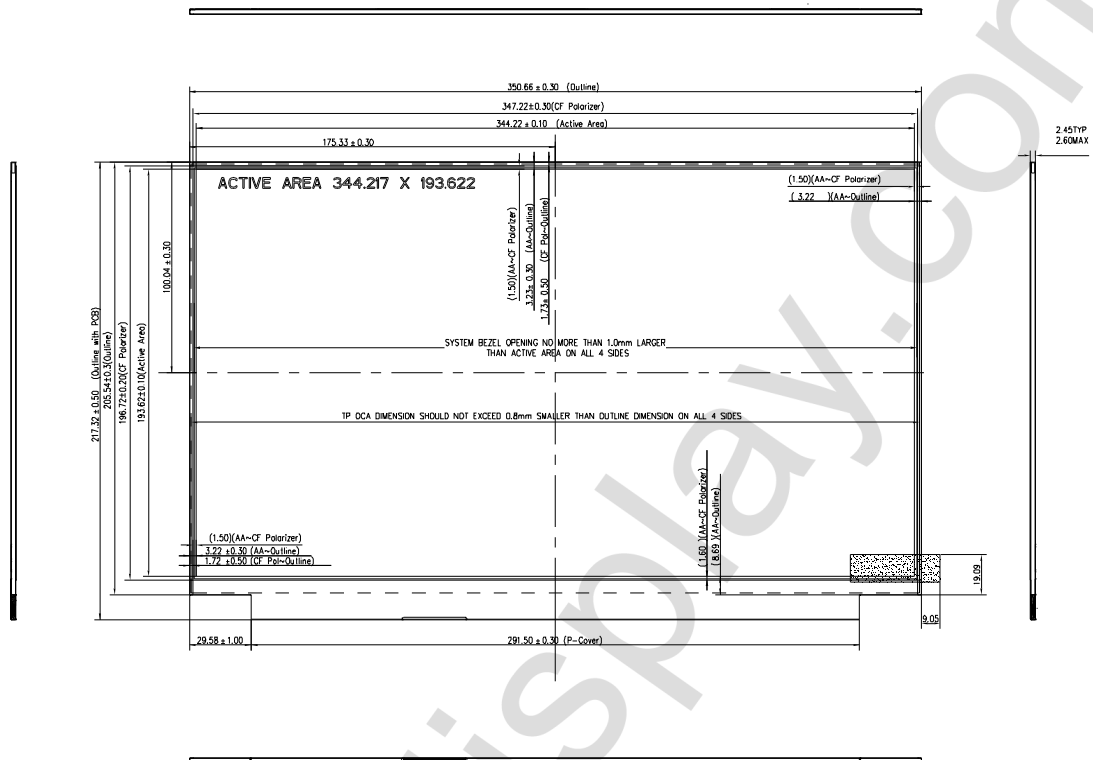 350.66 ± 0.30 (Outline)
347.22±0.30(CF Polarizer)
344.22 ± 0.10 (Active Area)
175.33 ± 0.30
2.45TYP
2.60MAX
ACTIVE AREA 344.217 X 193.622
(1.50)(AA~CF Polarizer)
( 3.22 )(AA~Outline)
(1.50)(AA~CF Polarizer)
3.23± 0.30 (AA~Outline)
1.73± 0.50 (CF Pol~Outline)
100.04 ± 0.30
217.32 ± 0.50 (Outline with PCB)
205.54±0.3(Outline)
196.72±0.20(CF Polarizer)
193.62±0.10(Active Area)
SYSTEM BEZEL OPENING NO MORE THAN 1.0mm LARGER
THAN ACTIVE AREA ON ALL 4 SIDES
TP OCA DIMENSION SHOULD NOT EXCEED 0.8mm SMALLER THAN OUTLINE DIMENSION ON ALL 4 SIDES
(1.60 )(AA~CF Polarizer)
( 8.69 )(AA~Outline)
(1.50)(AA~CF Polarizer)
3.22 ±0.30 (AA~Outline)
1.72 ±0.50 (CF Pol~Outline)
19.09
9.05
29.58 ± 1.00
291.50 ± 0.30 (P-Cover)
isplay.com